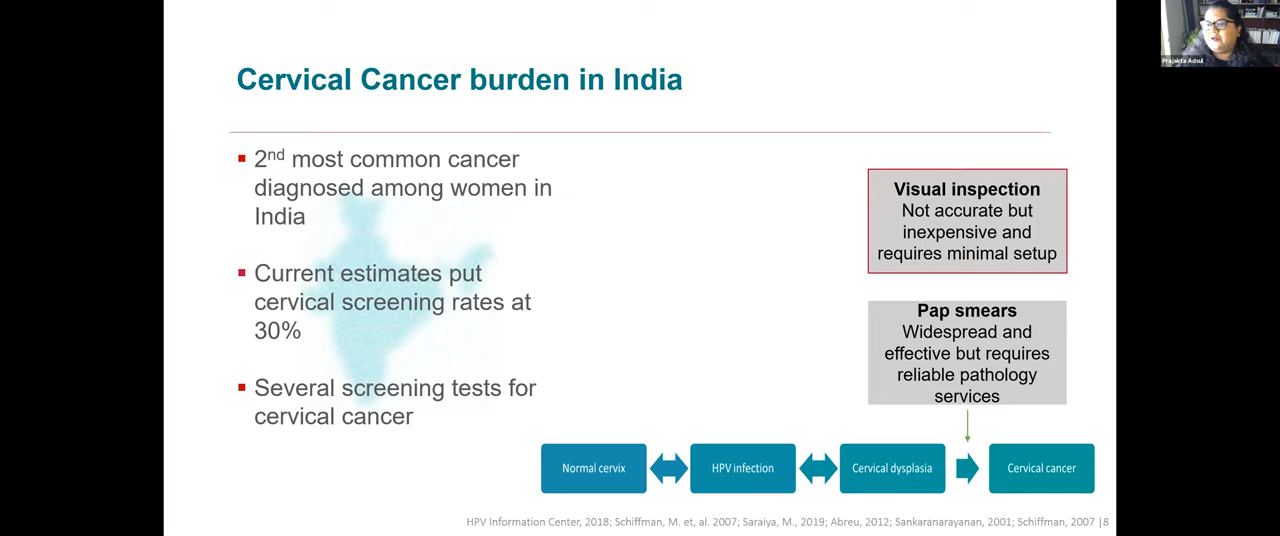 Cervical Cancer burden in India
2nd most common cancer
diagnosed among women in
India
Current estimates put
cervical screening rates at
30%
Several screening tests for
cervical cancer
Visual inspection
Not accurate but
inexpensive and
requires minimal setup
Pap smears
Widespread and
effective but requires
reliable pathology
services
Normal cervix
HPV infection
Cervical dysplasia
Cervical cancer
HPV Information Center, 2018; Schiffman, M. et, al. 2007; Saraiya, M., 2019; Abreu, 2012; Sankaranarayanan, 2001; Schiffman, 2007 |8
Prajakta Adsul